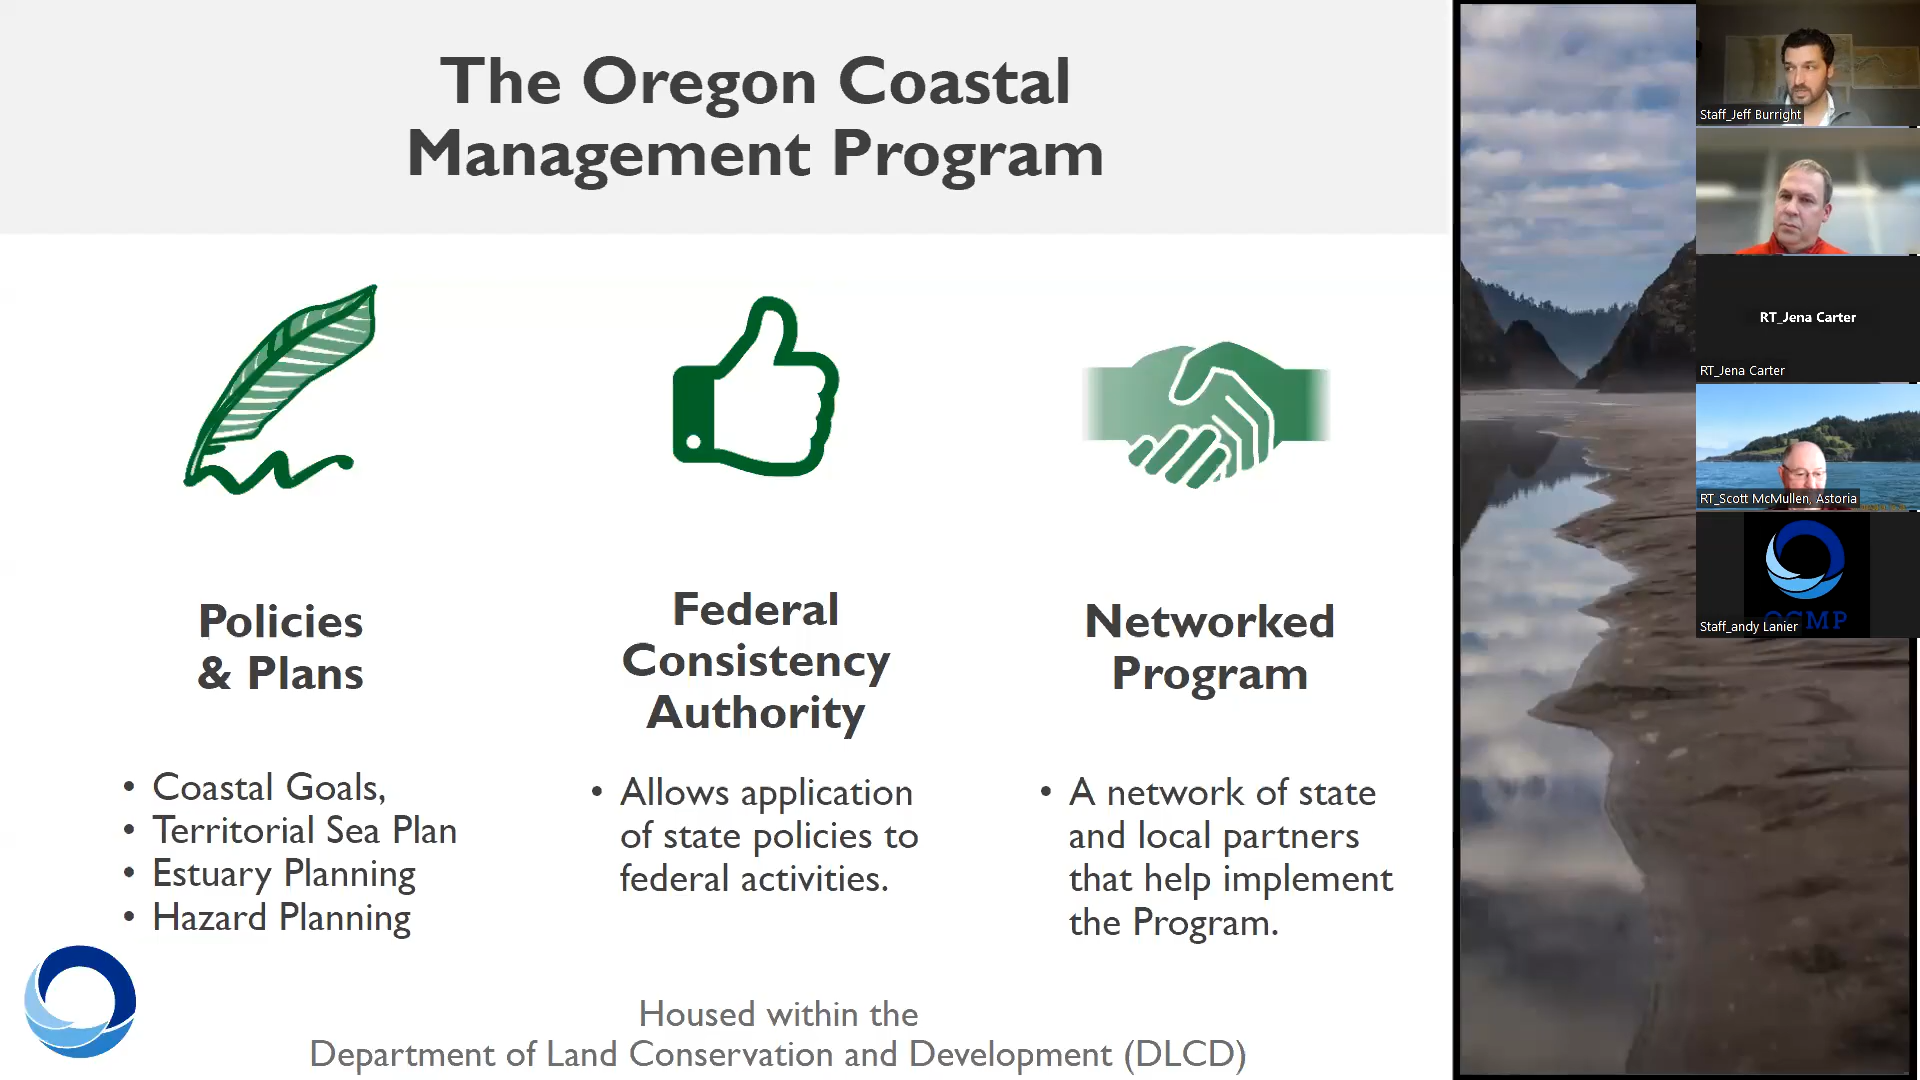 The Oregon Coastal
Management Program
Policies
& Plans
• Coastal Goals,
• Territorial Sea Plan
• Estuary Planning
• Hazard Planning
Federal
Consistency
Authority
• Allows application
of state policies to
federal activities.
Networked
Program
• A network of state
and local partners
that help implement
the Program.
Housed within the
Department of Land Conservation and Development (DLCD)
Staff_Jeff Burright
RT_Jena Carter
RT_Jena Carter
RT_Scott McMullen, Astoria
OCMP
Staff_andy Lanier